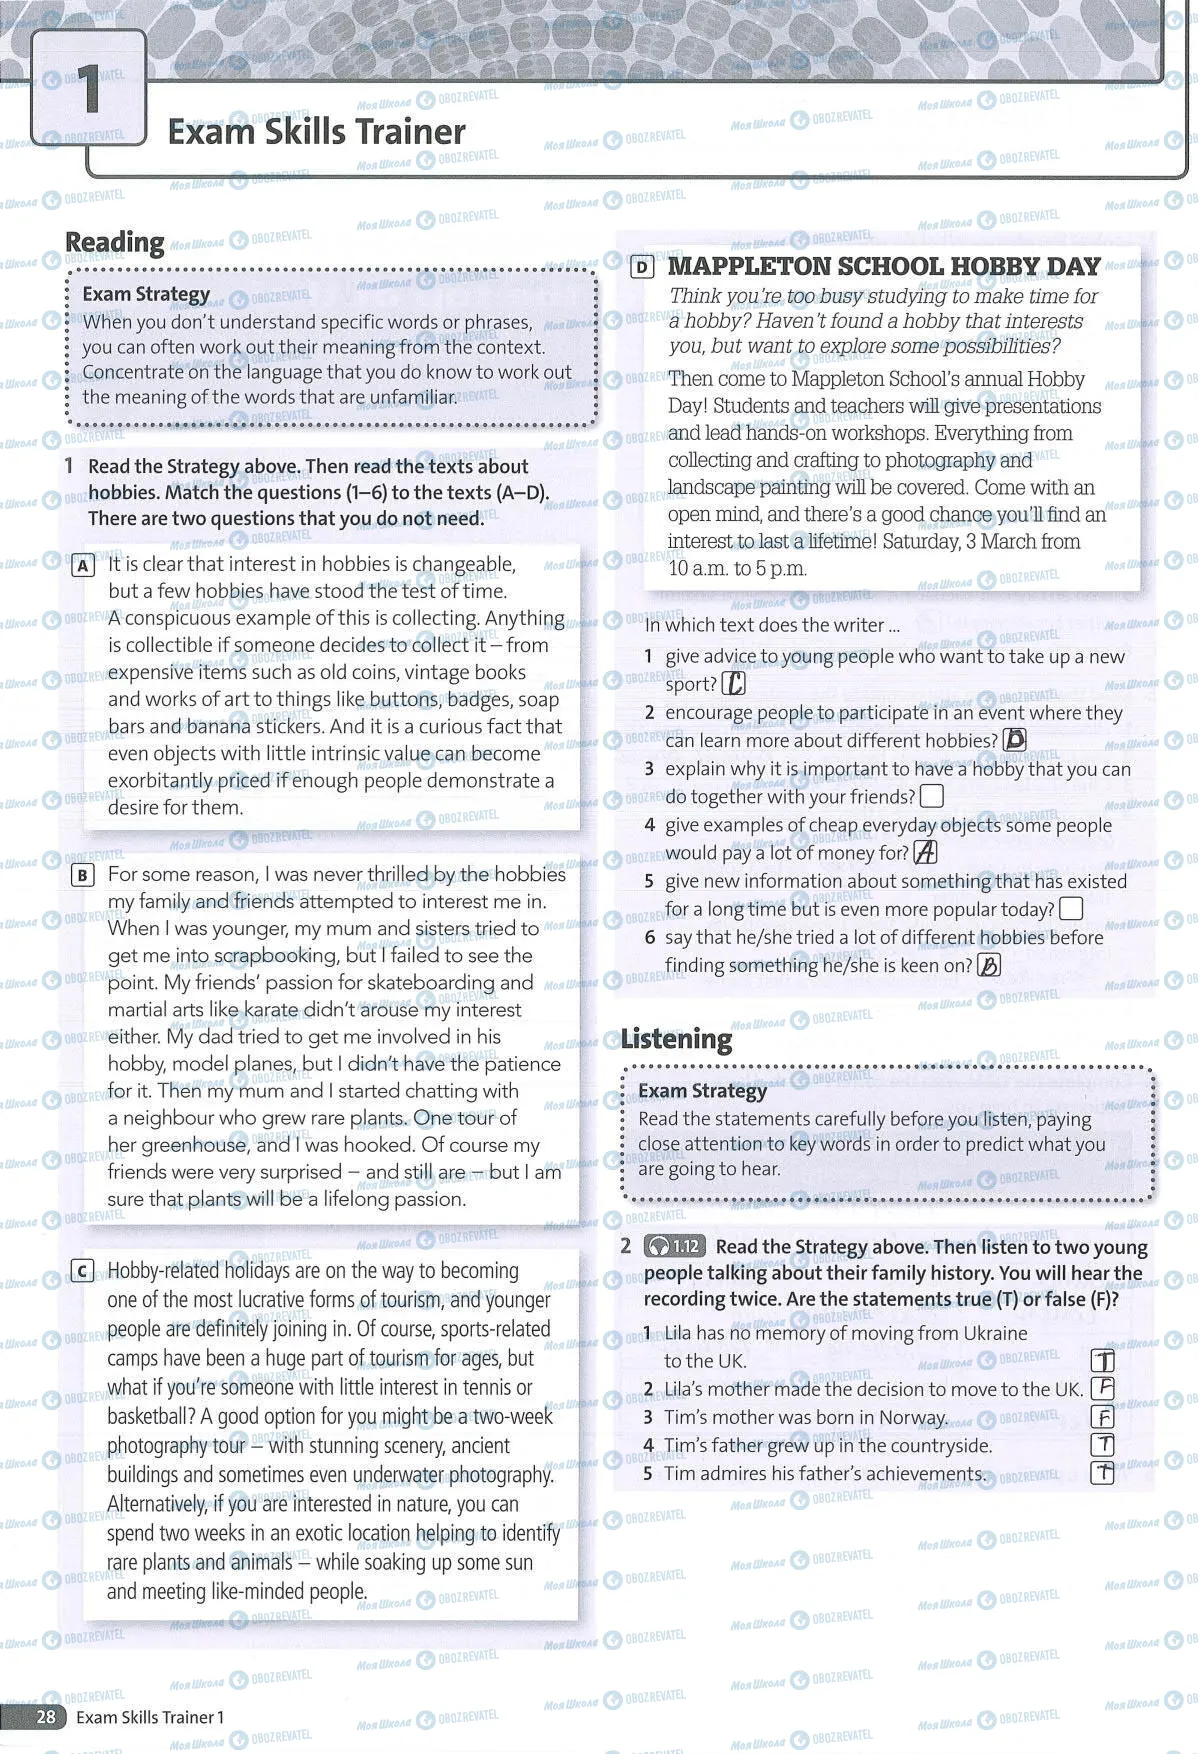 1
Exam Skills Trainer
Reading
Exam Strategy
When you don't understand specific words or phrases,
you can often work out their meaning from the context.
Concentrate on the language that you do know to work out
the meaning of the words that are unfamiliar.
1 Read the Strategy above. Then read the texts about
hobbies. Match the questions (1–6) to the texts (A–D).
There are two questions that you do not need.
A It is clear that interest in hobbies is changeable,
but a few hobbies have stood the test of time.
A conspicuous example of this is collecting. Anything
is collectible if someone decides to collect it – from
expensive items such as old coins, vintage books
and works of art to things like buttons, badges, soap
bars and banana stickers. And it is a curious fact that
even objects with little intrinsic value can become
exorbitantly priced if enough people demonstrate a
desire for them.
B For some reason, I was never thrilled by the hobbies
my family and friends attempted to interest me in.
When I was younger, my mum and sisters tried to
get me into scrapbooking, but I failed to see the
point. My friends' passion for skateboarding and
martial arts like karate didn't arouse my interest
either. My dad tried to get me involved in his
hobby, model planes, but I didn't have the patience
for it. Then my mum and I started chatting with
a neighbour who grew rare plants. One tour of
her greenhouse, and I was hooked. Of course my
friends were very surprised – and still are – but I am
sure that plants will be a lifelong passion.
C Hobby-related holidays are on the way to becoming
one of the most lucrative forms of tourism, and younger
people are definitely joining in. Of course, sports-related
camps have been a huge part of tourism for ages, but
what if you're someone with little interest in tennis or
basketball? A good option for you might be a two-week
photography tour – with stunning scenery, ancient
buildings and sometimes even underwater photography.
Alternatively, if you are interested in nature, you can
spend two weeks in an exotic location helping to identify
rare plants and animals – while soaking up some sun
and meeting like-minded people.
D MAPPLETON SCHOOL HOBBY DAY
Think you're too busy studying to make time for
a hobby? Haven't found a hobby that interests
you, but want to explore some possibilities?
Then come to Mappleton School's annual Hobby
Day! Students and teachers will give presentations
and lead hands-on workshops. Everything from
collecting and crafting to photography and
landscape painting will be covered. Come with an
open mind, and there's a good chance you'll find an
interest to last a lifetime! Saturday, 3 March from
10 a.m. to 5 p.m.
In which text does the writer ...
1 give advice to young people who want to take up a new
sport? C
2 encourage people to participate in an event where they
can learn more about different hobbies? D
3 explain why it is important to have a hobby that you can
do together with your friends?
4 give examples of cheap everyday objects some people
would pay a lot of money for? A
5 give new information about something that has existed
for a long time but is even more popular today?
6 say that he/she tried a lot of different hobbies before
finding something he/she is keen on? B
Listening
Exam Strategy
Read the statements carefully before you listen, paying
close attention to key words in order to predict what you
are going to hear.
2 1.12 Read the Strategy above. Then listen to two young
people talking about their family history. You will hear the
recording twice. Are the statements true (T) or false (F)?
1 Lila has no memory of moving from Ukraine
to the UK. T
2 Lila's mother made the decision to move to the UK. F
3 Tim's mother was born in Norway. F
4 Tim's father grew up in the countryside. T
5 Tim admires his father's achievements. T
28 Exam Skills Trainer 1
Моя Школа OBOZREVATEL